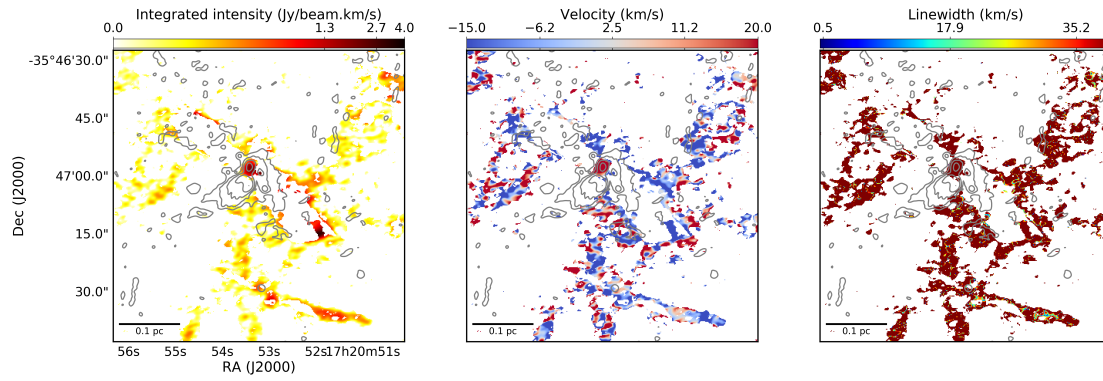 Integrated intensity (Jy/beam.km/s)
0.0 1.3 2.7 4.0
Velocity (km/s)
−15.0 −6.2 2.5 11.2 20.0
Linewidth (km/s)
0.5 17.9 35.2
-35°46'30.0"
45.0"
47'00.0"
15.0"
30.0"
Dec (J2000)
0.1 pc
0.1 pc
0.1 pc
56s 55s 54s 53s 52s 17h20m51s
RA (J2000)